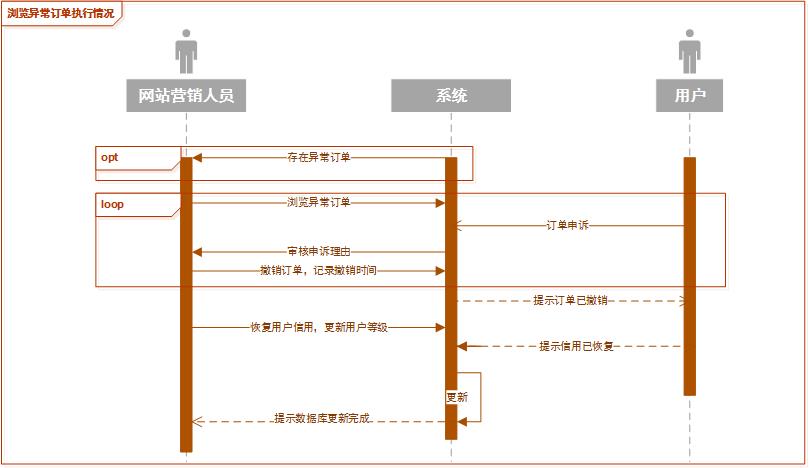 浏览异常订单执行情况
网站营销人员
系统
用户
opt
存在异常订单
loop
浏览异常订单
订单申诉
审核申诉理由
撤销订单，记录撤销时间
提示订单已撤销
恢复用户信用，更新用户等级
提示信用已恢复
更新
提示数据库更新完成